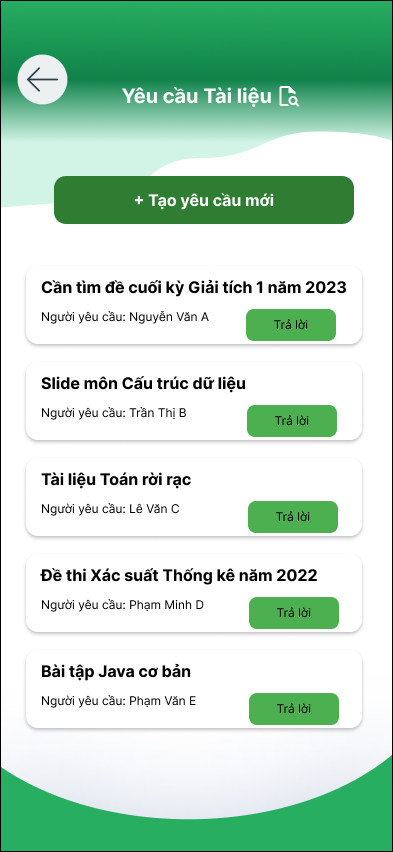 Yêu cầu Tài liệu
+ Tạo yêu cầu mới
Cần tìm đề cuối kỳ Giải tích 1 năm 2023
Người yêu cầu: Nguyễn Văn A
Trả lời
Slide môn Cấu trúc dữ liệu
Người yêu cầu: Trần Thị B
Trả lời
Tài liệu Toán rời rạc
Người yêu cầu: Lê Văn C
Trả lời
Đề thi Xác suất Thống kê năm 2022
Người yêu cầu: Phạm Minh D
Trả lời
Bài tập Java cơ bản
Người yêu cầu: Phạm Văn E
Trả lời